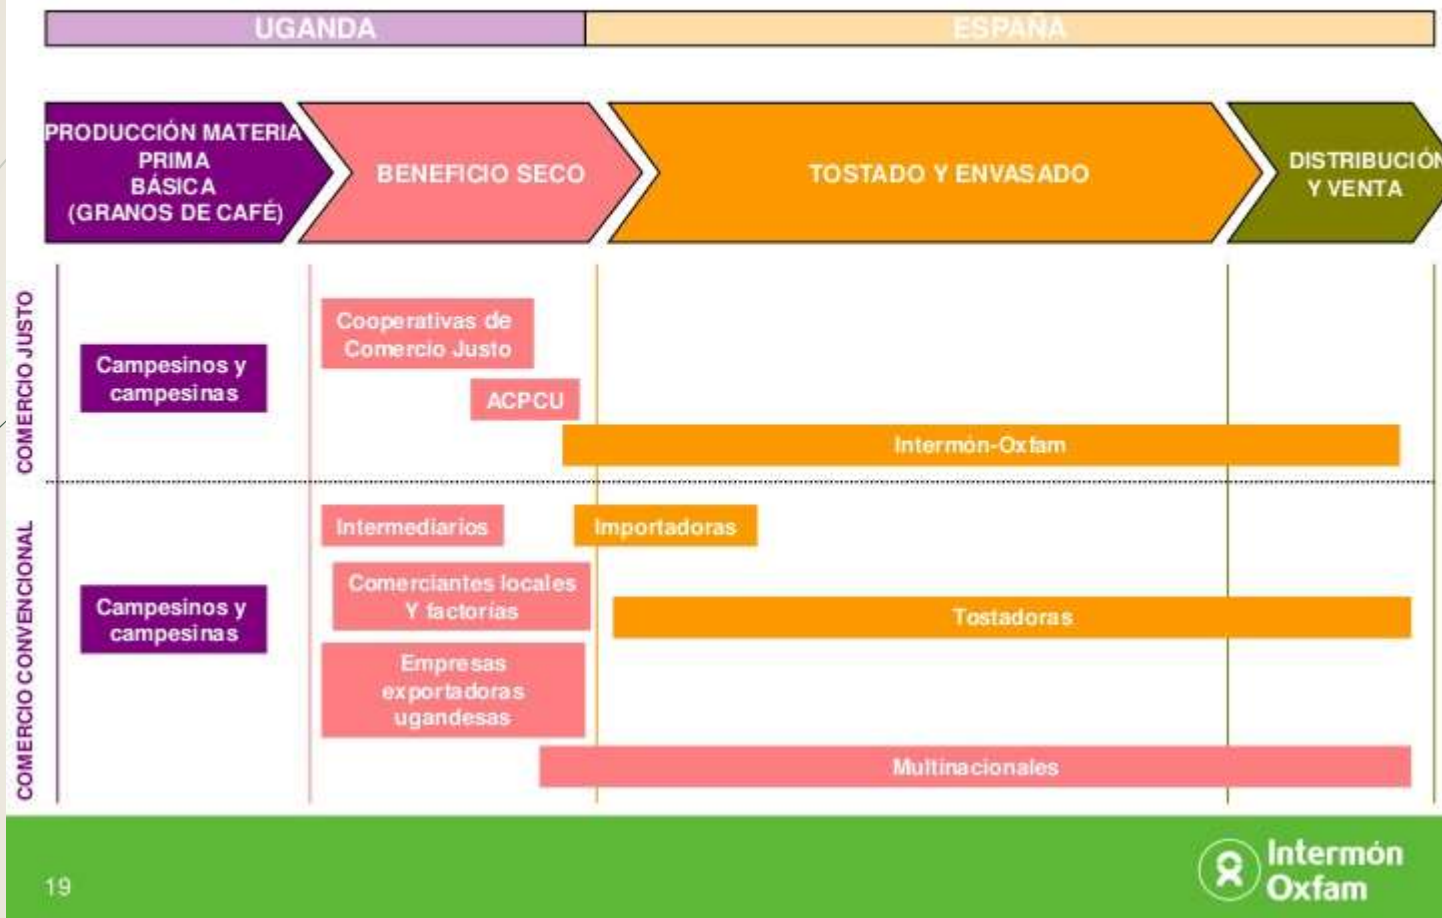 UGANDA
ESPAÑA
PRODUCCIÓN MATERIA
PRIMA
BÁSICA
(GRANOS DE CAFÉ)
BENEFICIO SECO
TOSTADO Y ENVASADO
DISTRIBUCIÓN
Y VENTA
COMERCIO JUSTO
Campesinos y
campesinas
Cooperativas de
Comercio Justo
ACPCU
Intermón-Oxfam
COMERCIO CONVENCIONAL
Campesinos y
campesinas
Intermediarios
Importadoras
Comerciantes locales
Y factorías
Tostadoras
Empresas
exportadoras
ugandesas
Multinacionales
19
Intermón
Oxfam